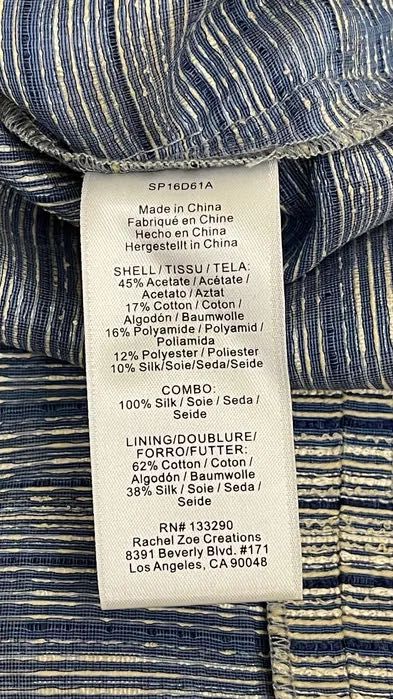 SP16D61A
Made in China
Fabriqué en Chine
Hecho en China
Hergestellt in China
SHELL / TISSU / TELA:
45% Acetate / Acétate /
Acetato / Aztat
17% Cotton / Coton /
Algodón / Baumwolle
16% Polyamide / Polyamid /
Poliamida
12% Polyester / Poliester
10% Silk/Soie/Seda/Seide
COMBO:
100% Silk / Soie / Seda /
Seide
LINING/DOUBLURE/
FORRO/FUTTER:
62% Cotton / Coton /
Algodón / Baumwolle
38% Silk / Soie / Seda /
Seide
RN# 133290
Rachel Zoe Creations
8391 Beverly Blvd. #171
Los Angeles, CA 90048